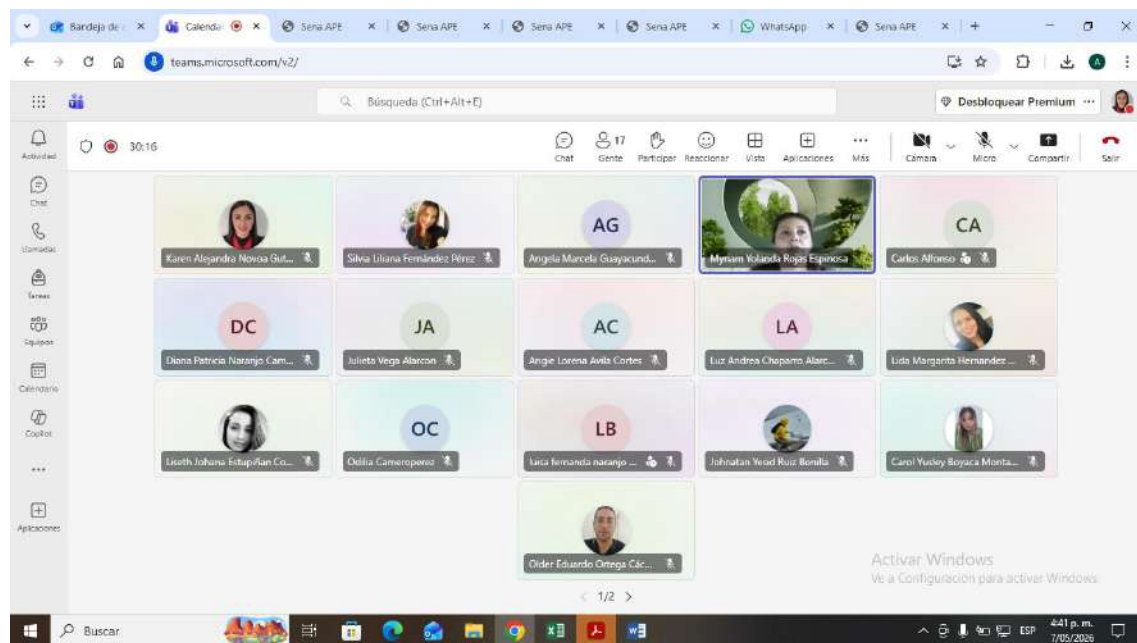 Bandeja de
Calenda
Sena APE
Sena APE
Sena APE
Sena APE
WhatsApp
Sena APE
teams.microsoft.com/v2/
Búsqueda (Ctrl+Alt+E)
Desbloquear Premium
30:16
Chat
17
Gente
Participar
Reaccionar
Vista
Aplicaciones
Más
Cámara
Micro
Compartir
Salir
Actividad
Chat
Llamadas
Tareas
Equipos
Calendario
Copilot
Aplicaciones
Karen Alejandra Novoa Gut...
Silvia Liliana Fernández Pérez
AG
Angela Marcela Guayacund...
Myriam Yolanda Rojas Espinosa
CA
Carlos Alfonso
DC
Diana Patricia Naranjo Cam...
JA
Julieta Vega Alarcon
AC
Angie Lorena Avila Cortes
LA
Luz Andrea Chaparro Alarc...
Lida Margarita Hernandez ...
Liseth Johana Estupiñan Co...
OC
Odilia Cameroperez
LB
luisa fernanda naranjo ...
Johnatan Yesid Ruiz Bonilla
Carol Yusley Boyaca Monta...
Older Eduardo Ortega Các...
1/2
Activar Windows
Ve a Configuración para activar Windows.
Buscar
ESP
4:41 p. m.
7/05/2026